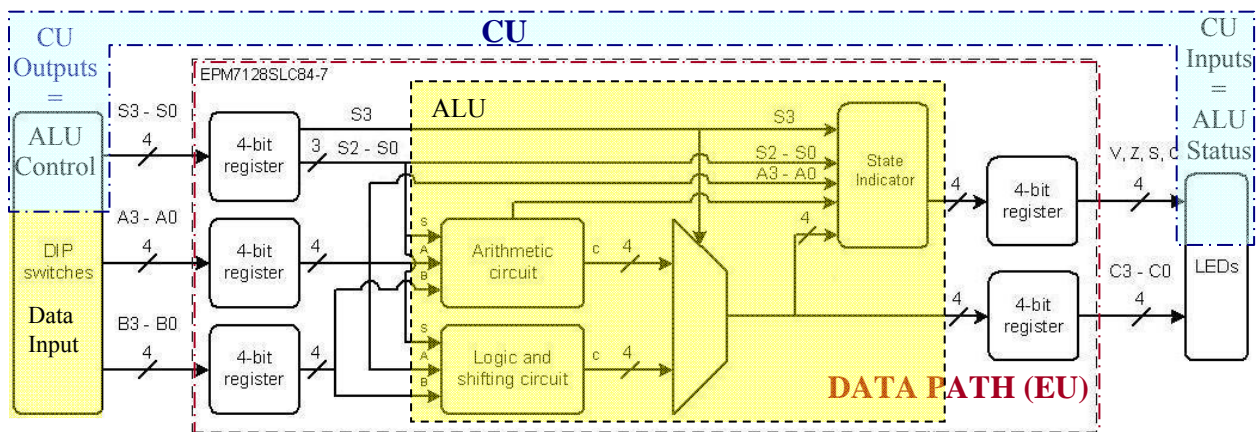 CU
CU
Outputs
=
CU
Inputs
=
EPM7128SLC84-7
S3 - S0
4
ALU
Control
4-bit
register
S3
3
S2 - S0
ALU
S3
S2 - S0
A3 - A0
State
Indicator
ALU
Status
V, Z, S,
4
4
4-bit
register
4
A3 - A0
4
DIP
switches
4-bit
register
4
S
A
B
Arithmetic
circuit
c
4
4
Data
Input
B3 - B0
4
4-bit
register
4
S
A
B
Logic and
shifting circuit
c
4
4
4-bit
register
C3 - C0
4
LEDs
DATA PATH (EU)